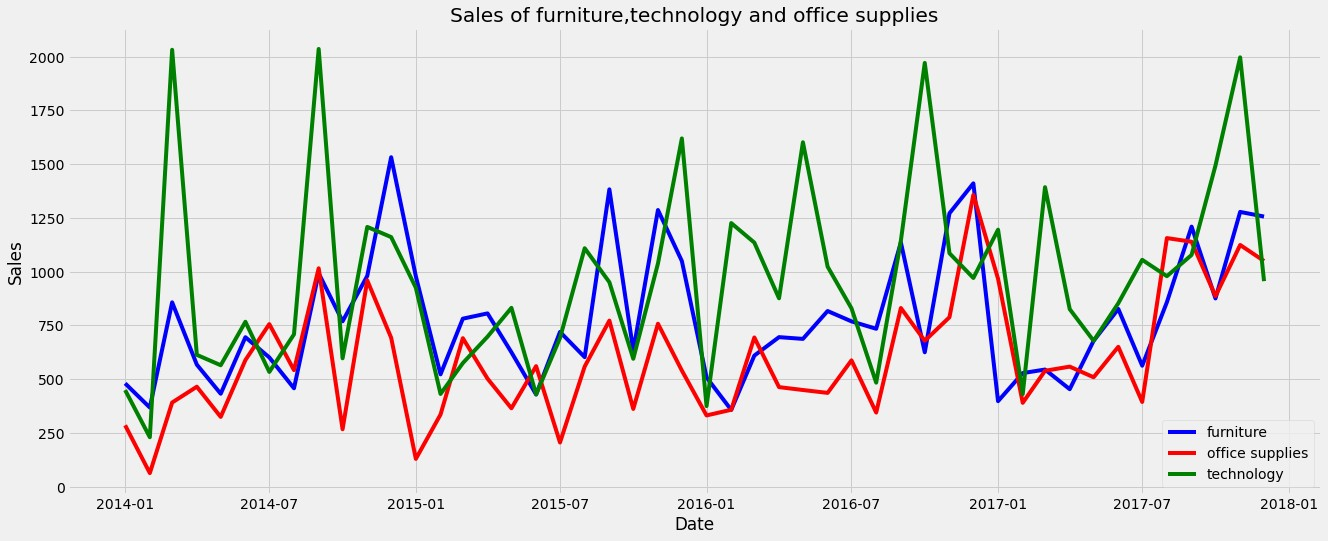 Sales of furniture,technology and office supplies
Sales
2000
1750
1500
1250
1000
750
500
250
0
furniture
office supplies
technology
2014-01 2014-07 2015-01 2015-07 2016-01 2016-07 2017-01 2017-07 2018-01
Date